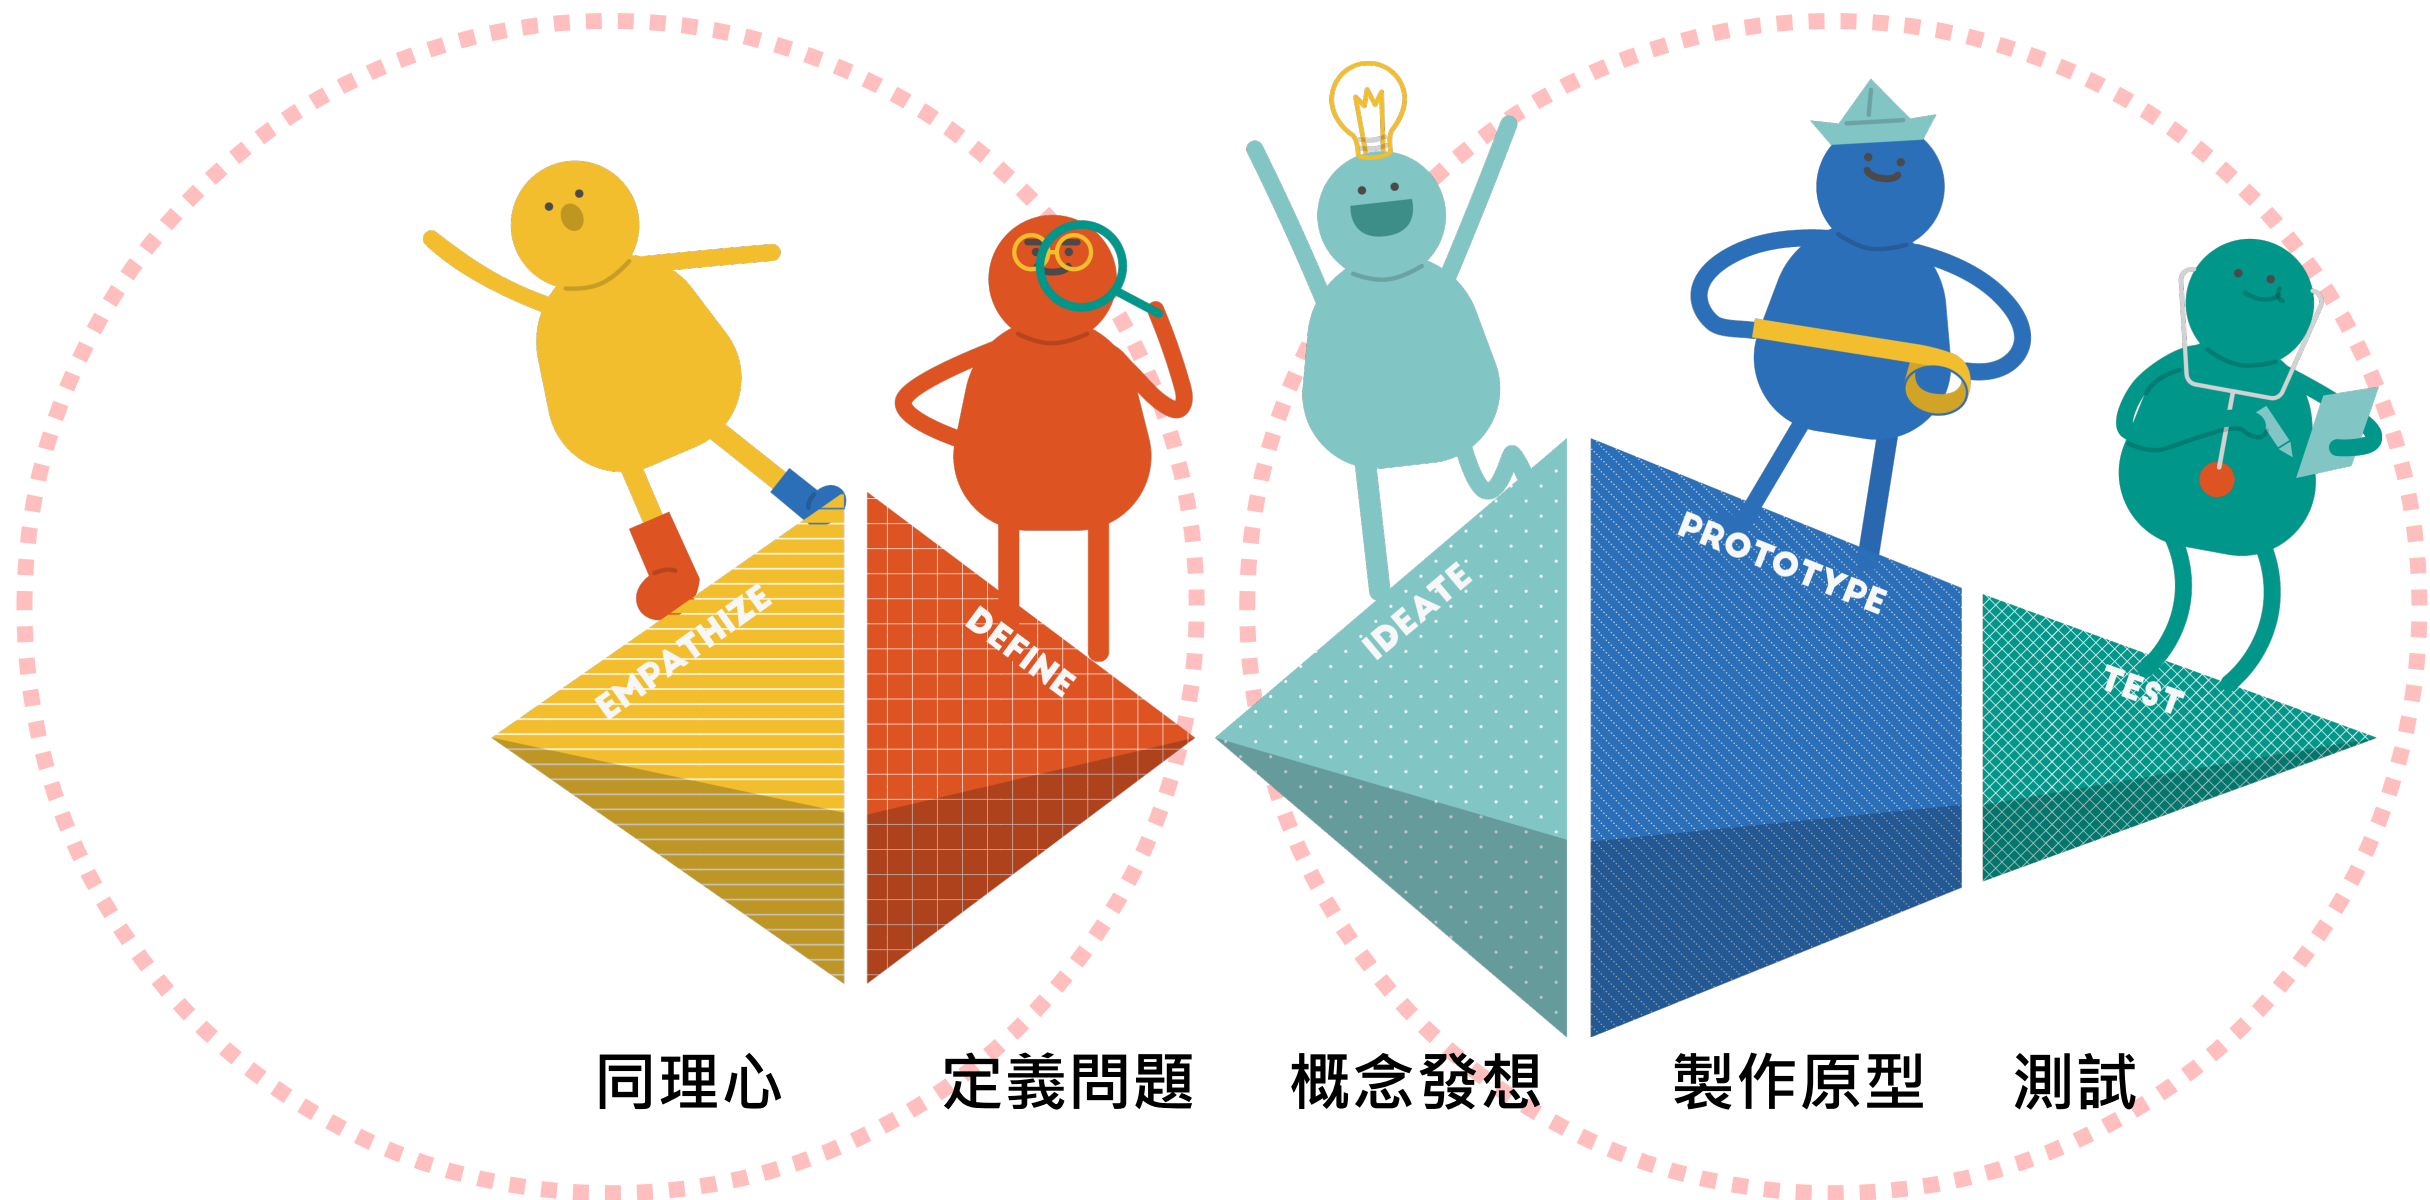 EMPATHIZE
DEFINE
IDEATE
PROTOTYPE
TEST
同理心
定義問題
概念發想
製作原型
測試